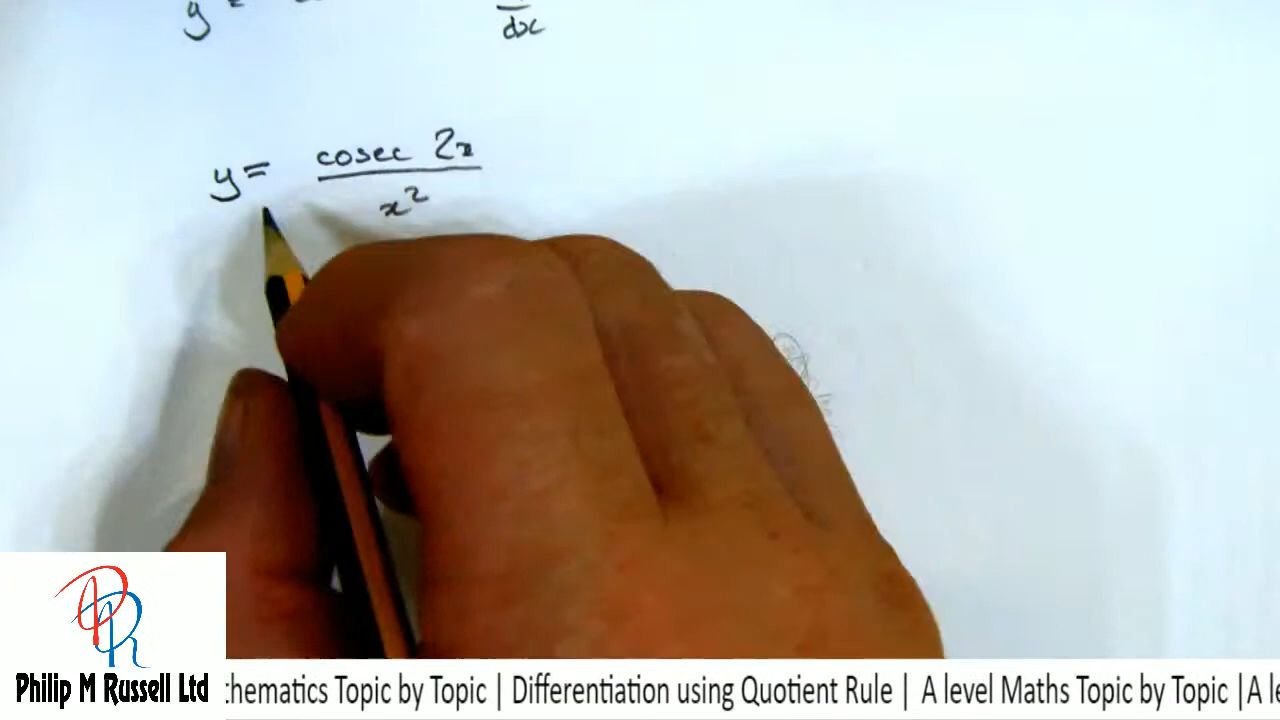 y =
dx
y = cosec 2x
x²
Philip M Russell Ltd
thematics Topic by Topic | Differentiation using Quotient Rule | A level Maths Topic by Topic |A le